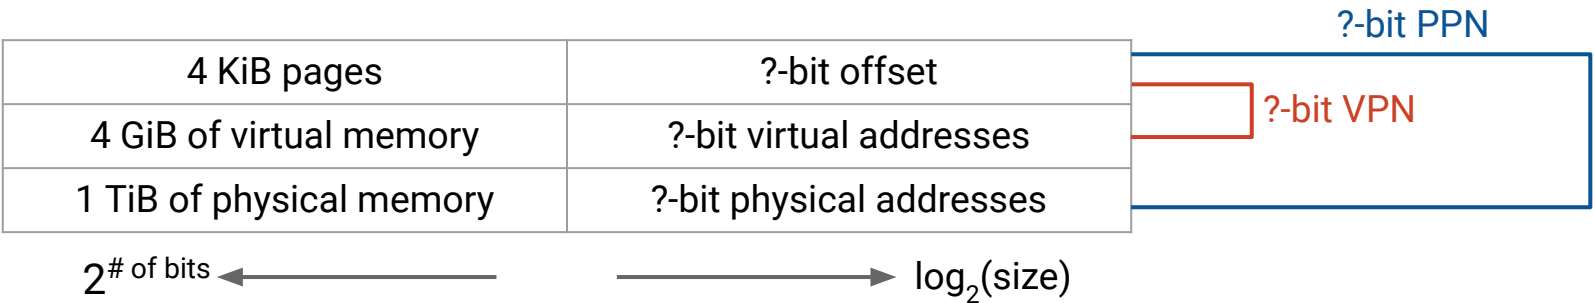 ?-bit PPN
4 KiB pages ?-bit offset
?-bit VPN
4 GiB of virtual memory ?-bit virtual addresses
1 TiB of physical memory ?-bit physical addresses
2^# of bits log₂(size)